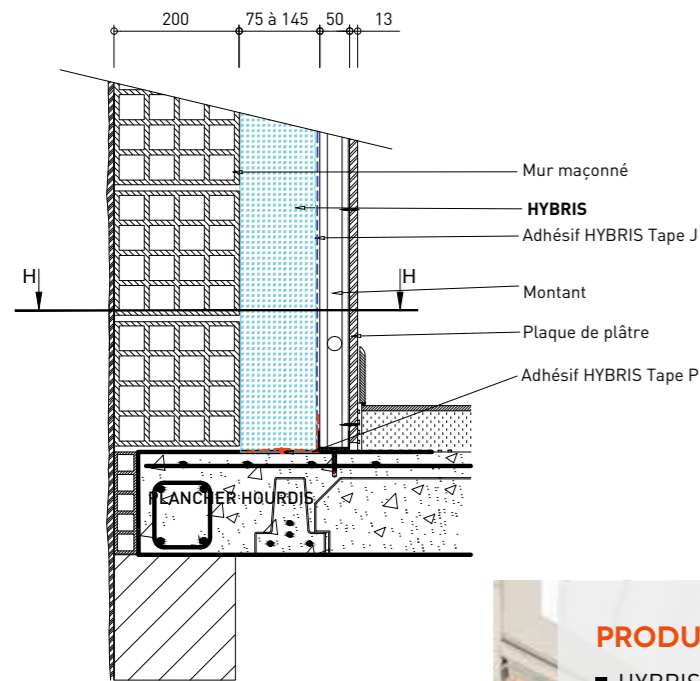 200 75 à 145 50 13
Mur maçonné
HYBRIS
Adhésif HYBRIS Tape J
H H
Montant
Plaque de plâtre
Adhésif HYBRIS Tape P
PLANCHER HOURDIS
PRODU
■ HYBRIS